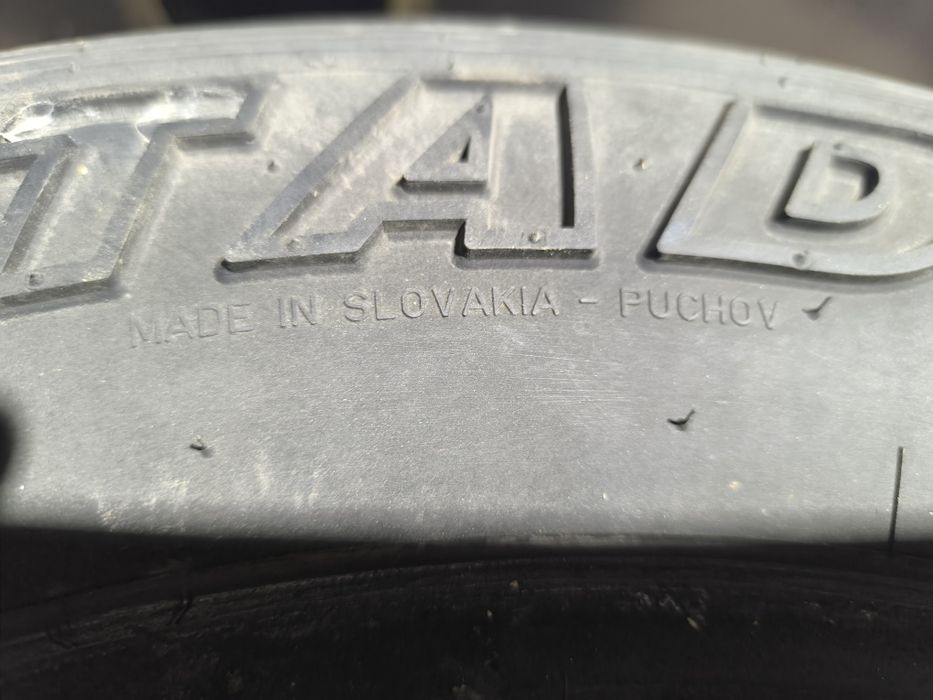 TAD
MADE IN SLOVAKIA - PUCHOV